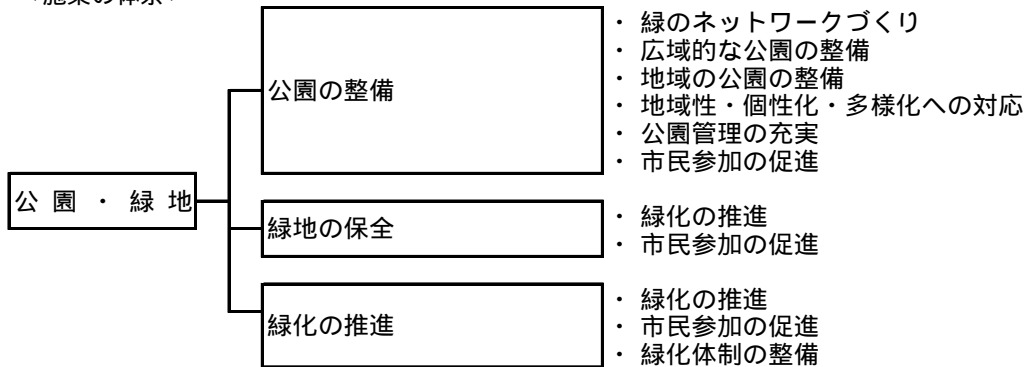 公園・緑地
公園の整備
・ 緑のネットワークづくり
・ 広域的な公園の整備
・ 地域の公園の整備
・ 地域性・個性化・多様化への対応
・ 公園管理の充実
・ 市民参加の促進
緑地の保全
・ 緑化の推進
・ 市民参加の促進
緑化の推進
・ 緑化の推進
・ 市民参加の促進
・ 緑化体制の整備